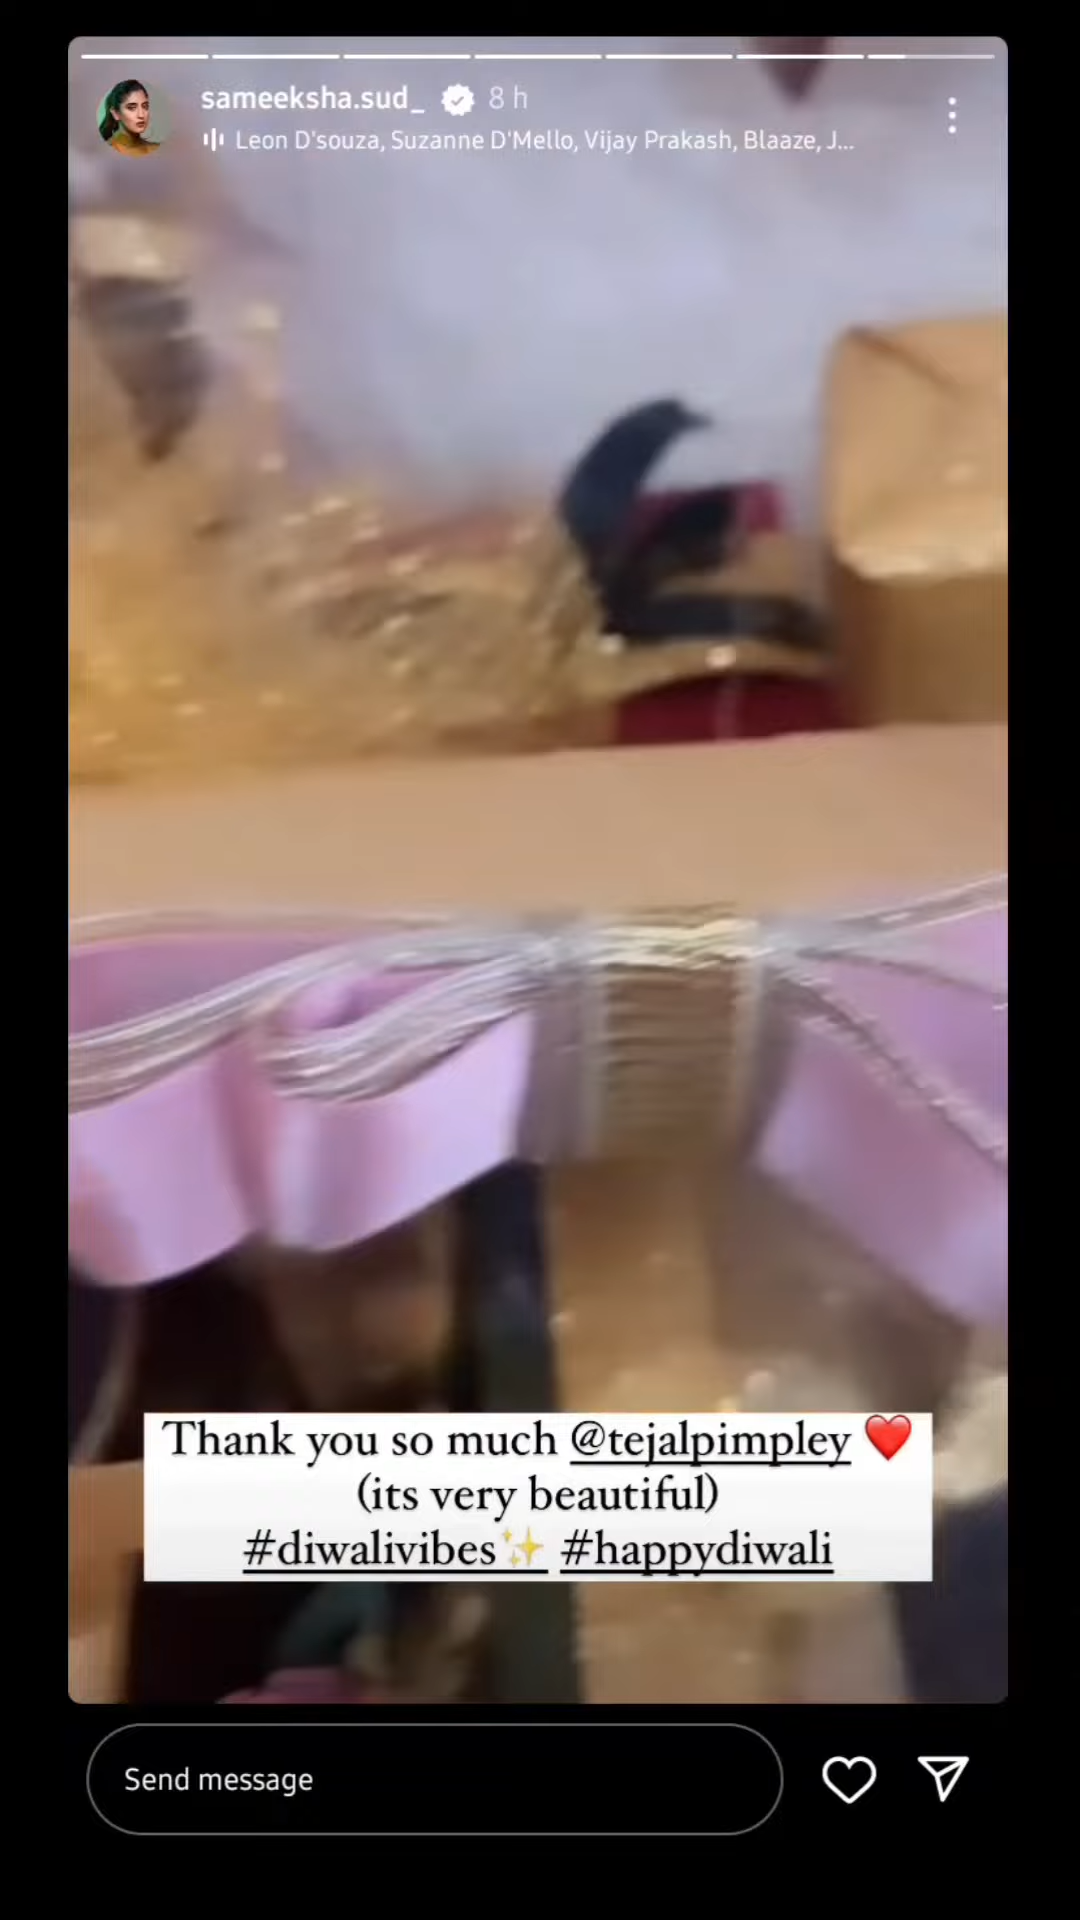 sameeksha.sud_ 8 h
Leon D'souza, Suzanne D'Mello, Vijay Prakash, Blaaze, J...
Thank you so much @tejalpimpley ❤️
(its very beautiful)
#diwalivibes✨ #happydiwali
Send message